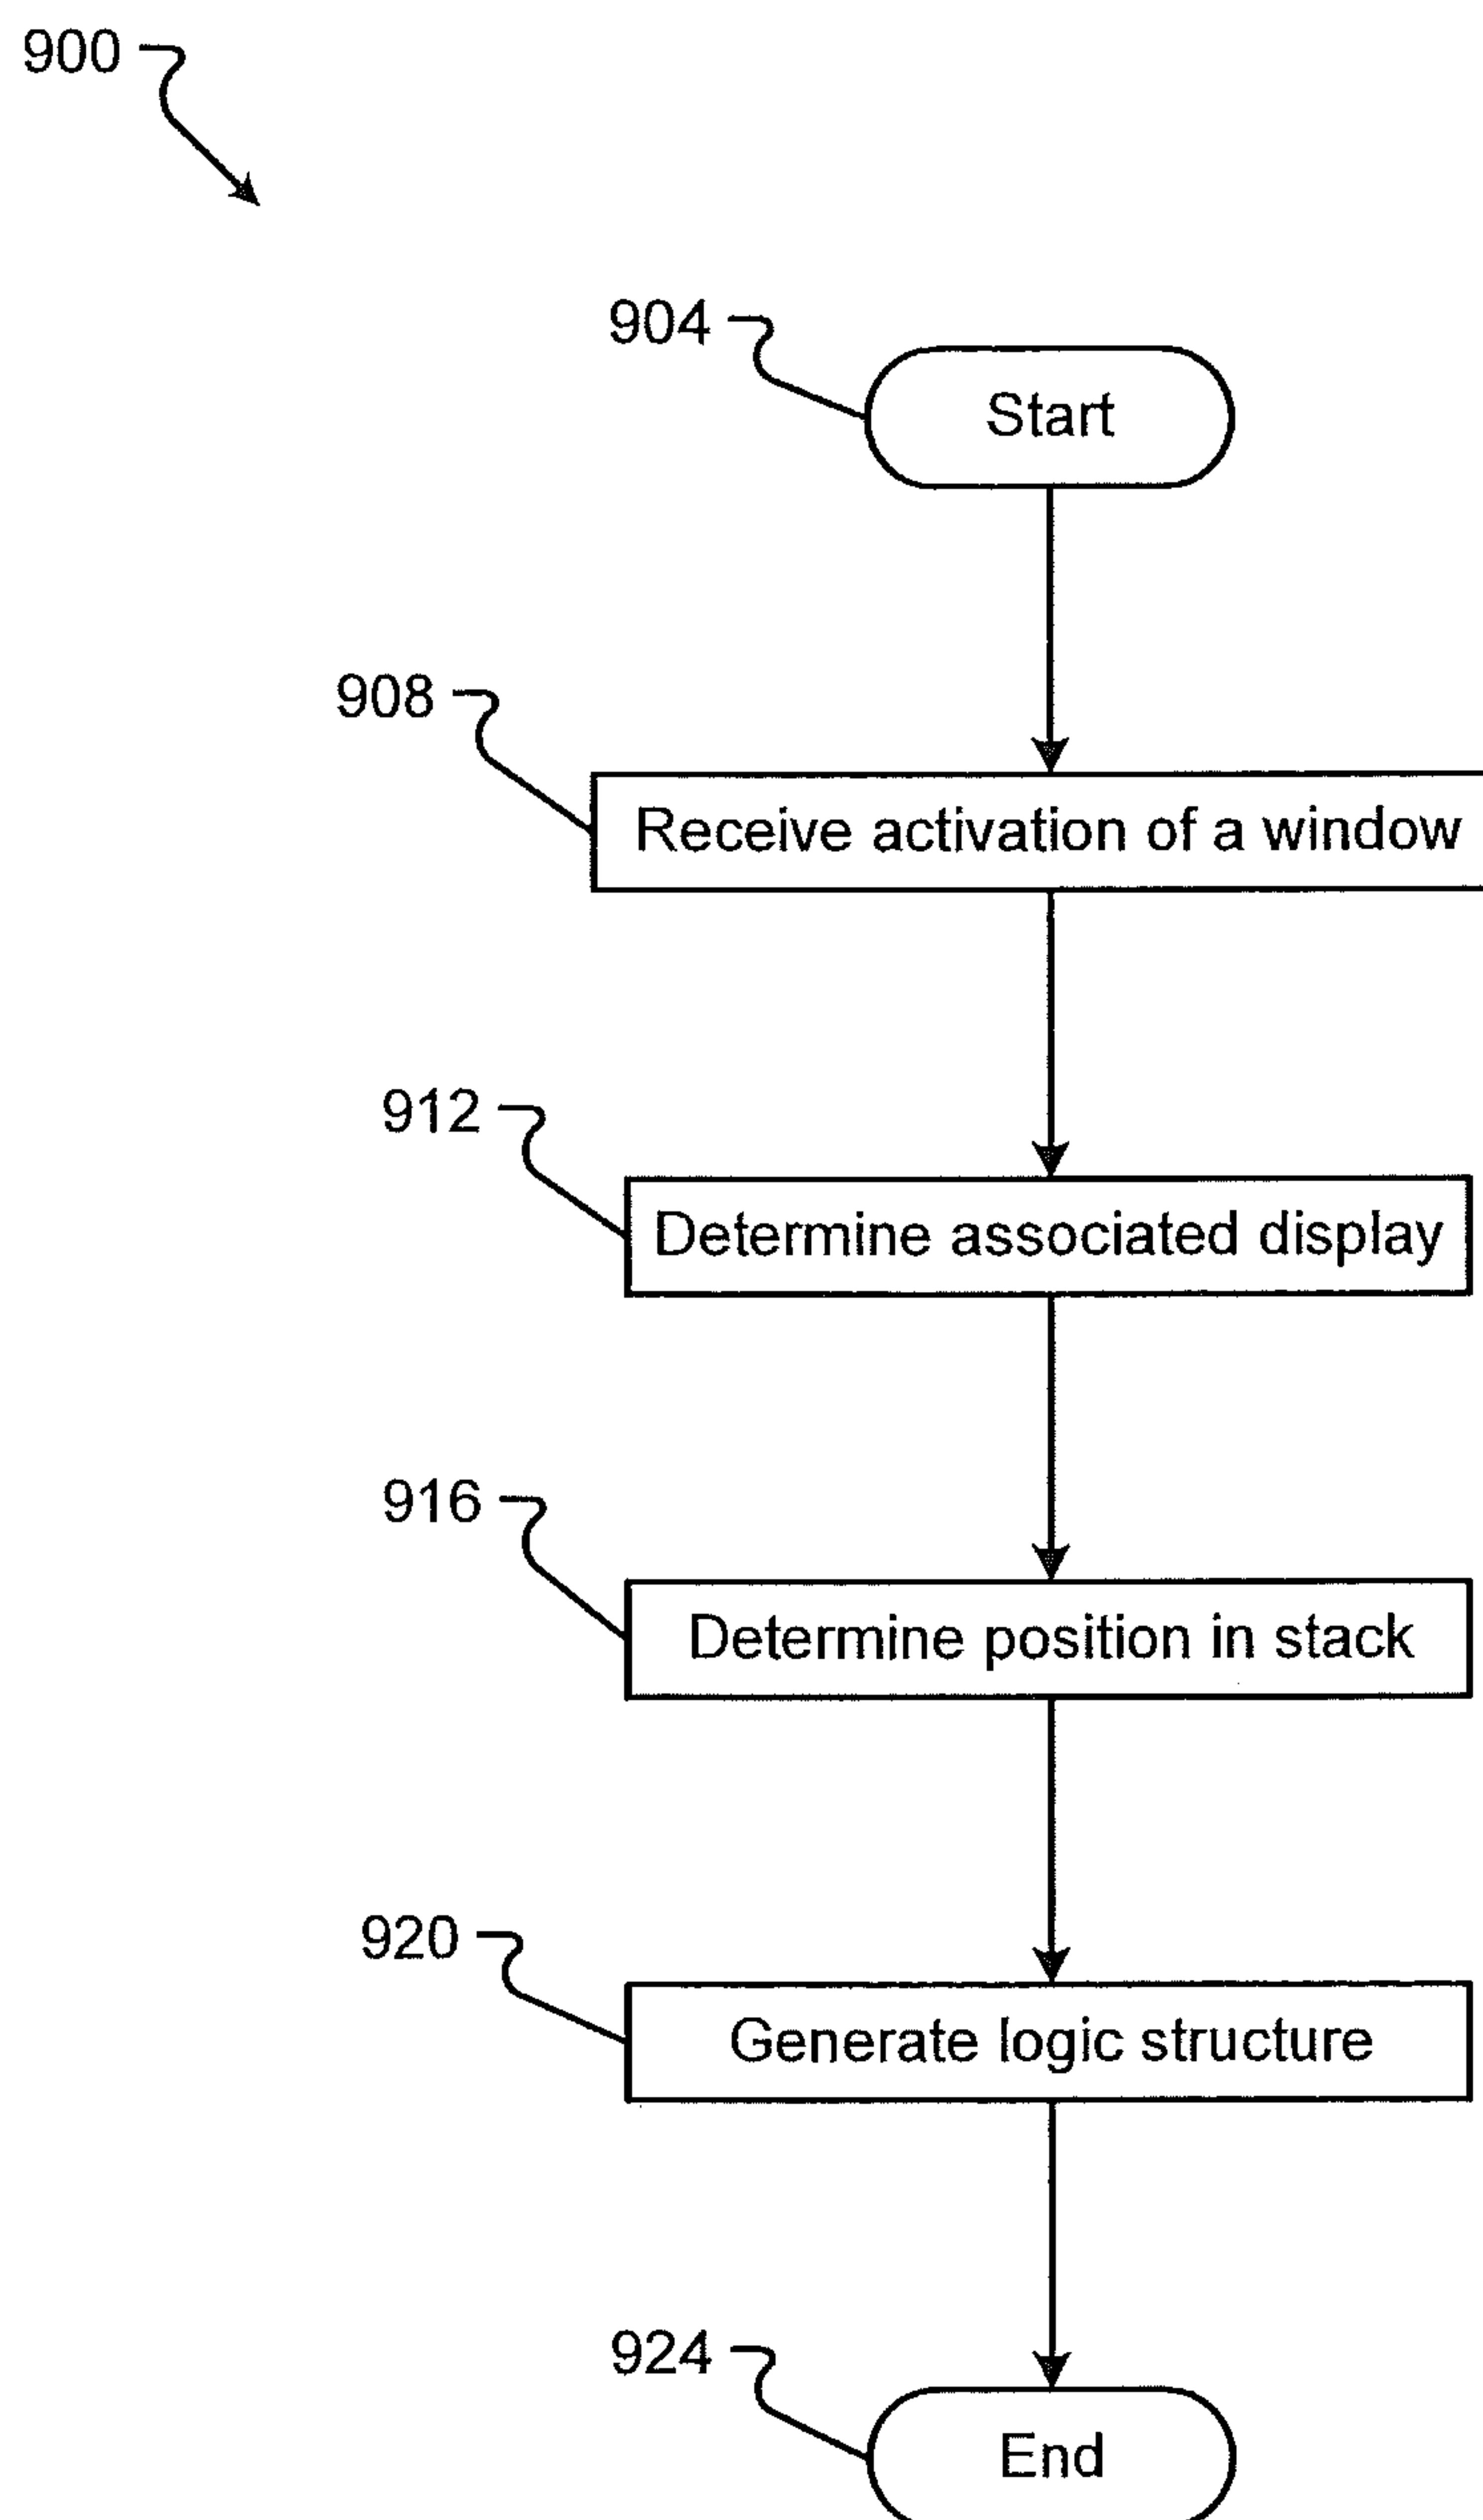 900
904
Start
908
Receive activation of a window
912
Determine associated display
916
Determine position in stack
920
Generate logic structure
924
End